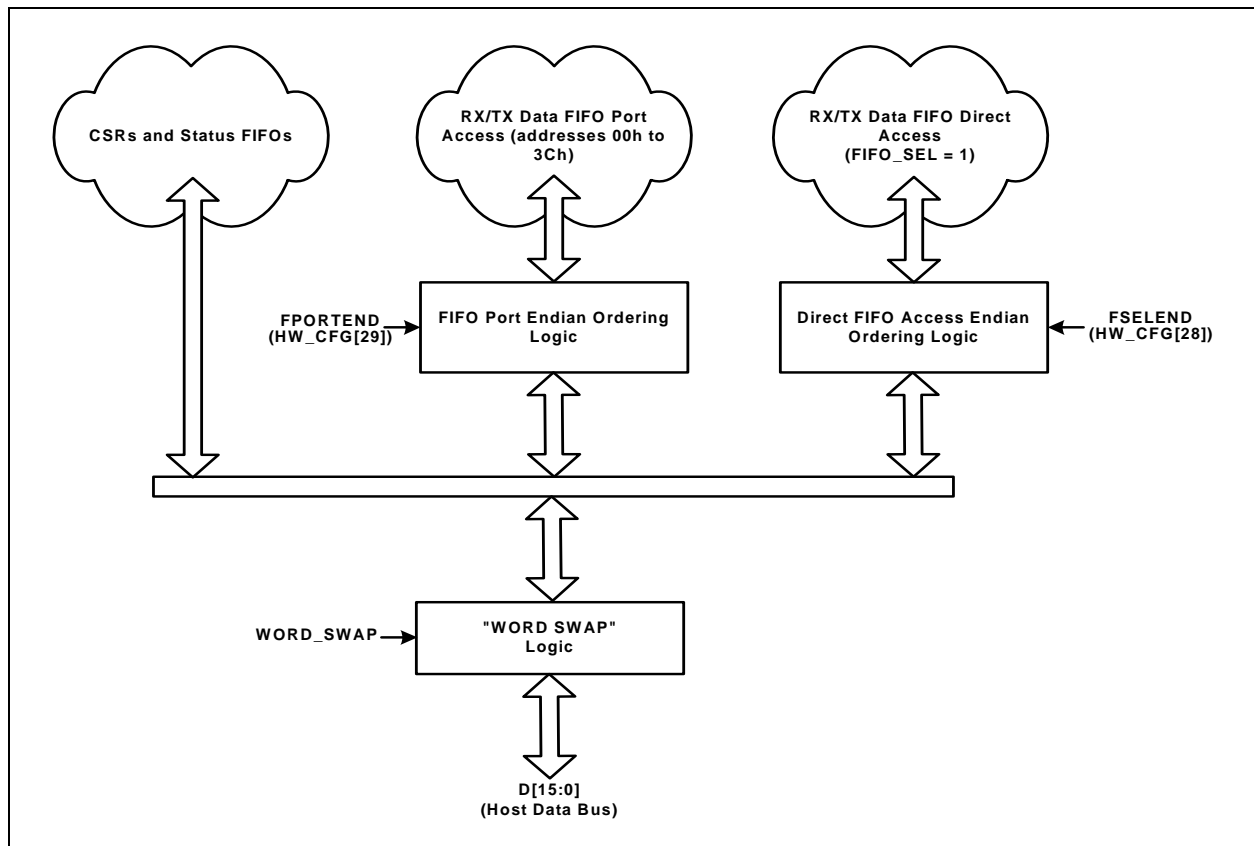 CSRs and Status FIFOs
RX/TX Data FIFO Port
Access (addresses 00h to
3Ch)
RX/TX Data FIFO Direct
Access
(FIFO_SEL = 1)
FPORTEND
(HW_CFG[29])
FIFO Port Endian Ordering
Logic
Direct FIFO Access Endian
Ordering Logic
FSELEND
(HW_CFG[28])
WORD_SWAP
"WORD SWAP"
Logic
D[15:0]
(Host Data Bus)